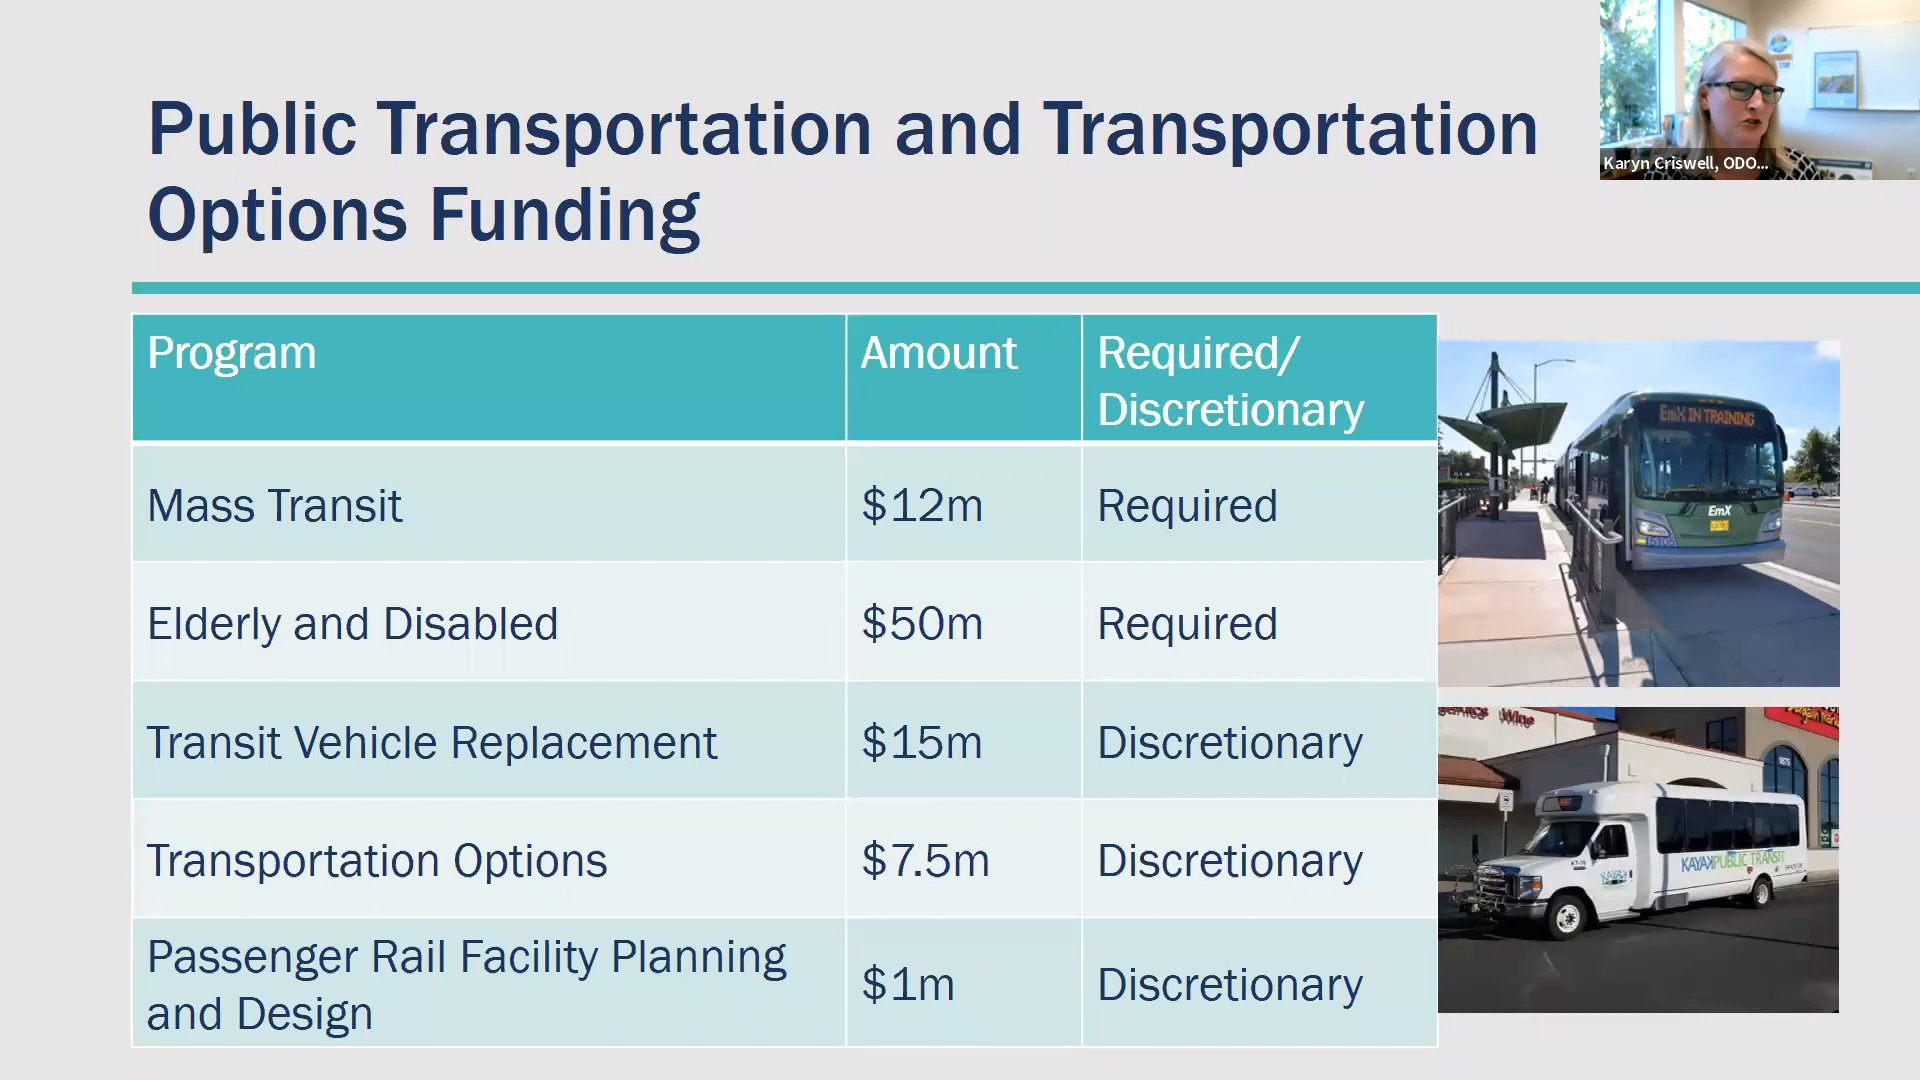 Public Transportation and Transportation
Options Funding
Karyn Criswell, ODO...
Program
Amount
Required/
Discretionary
Mass Transit
$12m
Required
Elderly and Disabled
$50m
Required
Transit Vehicle Replacement
$15m
Discretionary
Transportation Options
$7.5m
Discretionary
Passenger Rail Facility Planning
and Design
$1m
Discretionary
EmX IN TRAINING
EmX
Wine
KAYAK PUBLIC TRANSIT